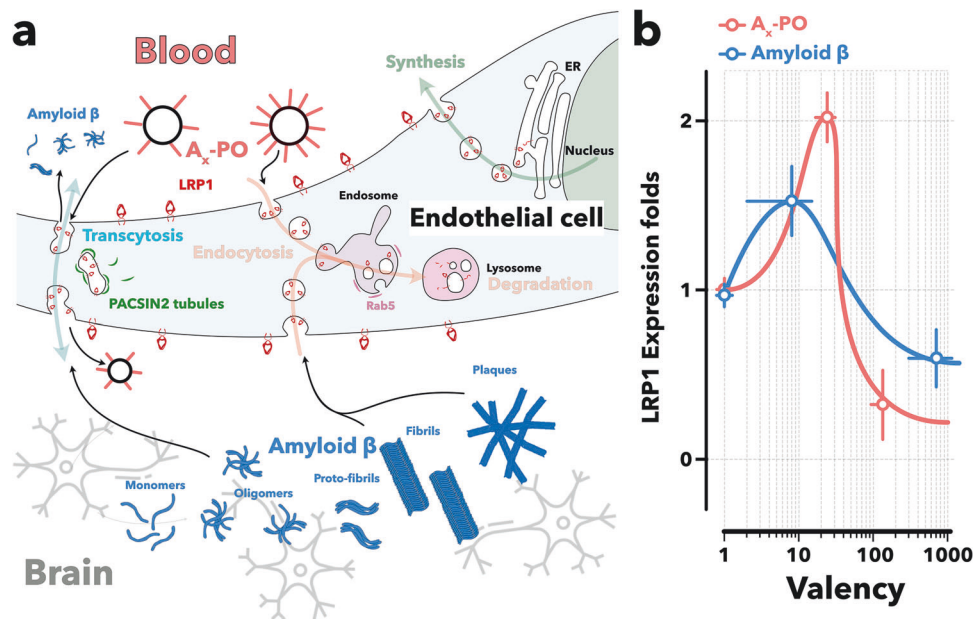 a
Blood
Amyloid β
Aₓ-PO
LRP1
Synthesis
ER
Nucleus
Endosome
Endothelial cell
Transcytosis
Endocytosis
Lysosome
Degradation
PACSIN2 tubules
Rab5
Plaques
Amyloid β
Fibrils
Monomers
Oligomers
Proto-fibrils
Brain
b
Aₓ-PO
Amyloid β
LRP1 Expression folds
2
1
0
1 10 100 1000
Valency